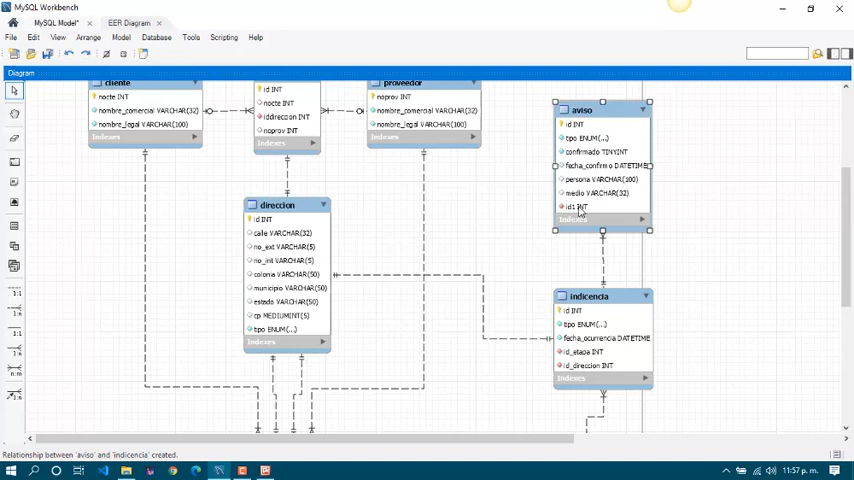 MySQL Workbench
MySQL Model* ×
EER Diagram ×
File Edit View Arrange Model Database Tools Scripting Help
Diagram
cliente
nocte INT
nombre_comercial VARCHAR(32)
nombre_legal VARCHAR(100)
Indexes
id INT
nocte INT
iddireccion INT
noprov INT
Indexes
proveedor
noprov INT
nombre_comercial VARCHAR(32)
nombre_legal VARCHAR(100)
Indexes
aviso
id INT
tipo ENUM(...)
confirmado TINYINT
fecha_confirmo DATETIME
persona VARCHAR(100)
medio VARCHAR(32)
id1 INT
Indexes
direccion
id INT
calle VARCHAR(32)
no_ext VARCHAR(5)
no_int VARCHAR(5)
colonia VARCHAR(50)
municipio VARCHAR(50)
estado VARCHAR(50)
cp MEDIUMINT(5)
tipo ENUM(...)
Indexes
indicencia
id INT
tipo ENUM(...)
fecha_ocurrencia DATETIME
id_etapa INT
id_direccion INT
Indexes
1:1
1:n
1:1
1:n
n:m
Relationship between 'aviso' and 'indicencia' created.
11:57 p. m.